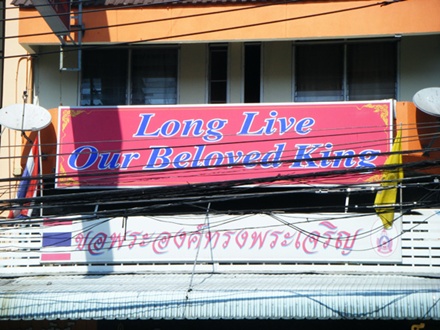 Long Live
Our Beloved King
ขอพระองค์ทรงพระเจริญ